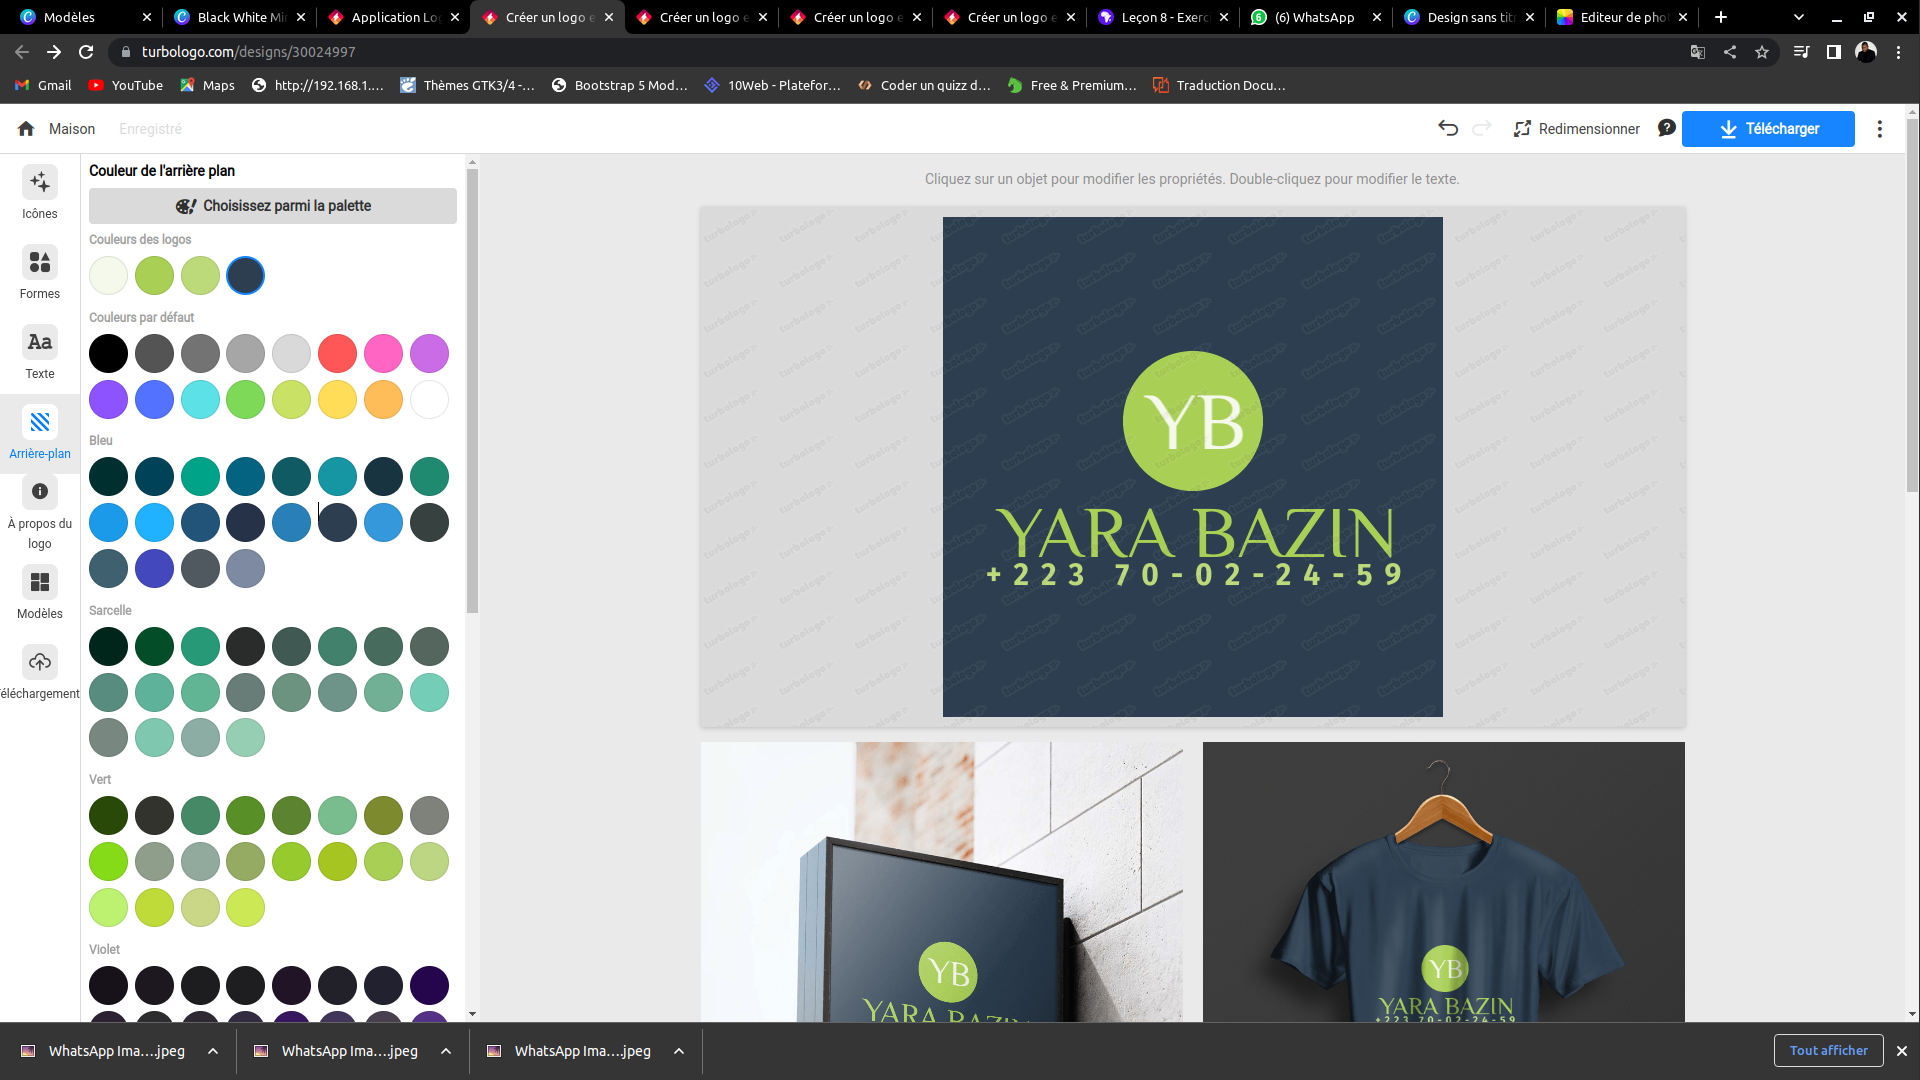 Modèles
Black White Mi
Application Lo
Créer un logo e
Créer un logo e
Créer un logo e
Créer un logo e
Leçon 8 - Exerc
(6) WhatsApp
Design sans tit
Editeur de pho
turbologo.com/designs/30024997
Gmail
YouTube
Maps
http://192.168.1....
Thèmes GTK3/4 -...
Bootstrap 5 Mod...
10Web - Platefor...
Coder un quizz d...
Free & Premium...
Traduction Docu...
Maison
Enregistré
Redimensionner
Télécharger
Icônes
Formes
Aa
Texte
Arrière-plan
À propos du
logo
Modèles
éléchargement
Couleur de l'arrière plan
Choisissez parmi la palette
Couleurs des logos
Couleurs par défaut
Bleu
Sarcelle
Vert
Violet
Cliquez sur un objet pour modifier les propriétés. Double-cliquez pour modifier le texte.
turbologo
YB
YARA BAZIN
+223 70-02-24-59
YB
YARA BAZIN
YB
YARA BAZIN
+223 70-02-24-59
WhatsApp Ima....jpeg
WhatsApp Ima....jpeg
WhatsApp Ima....jpeg
Tout afficher